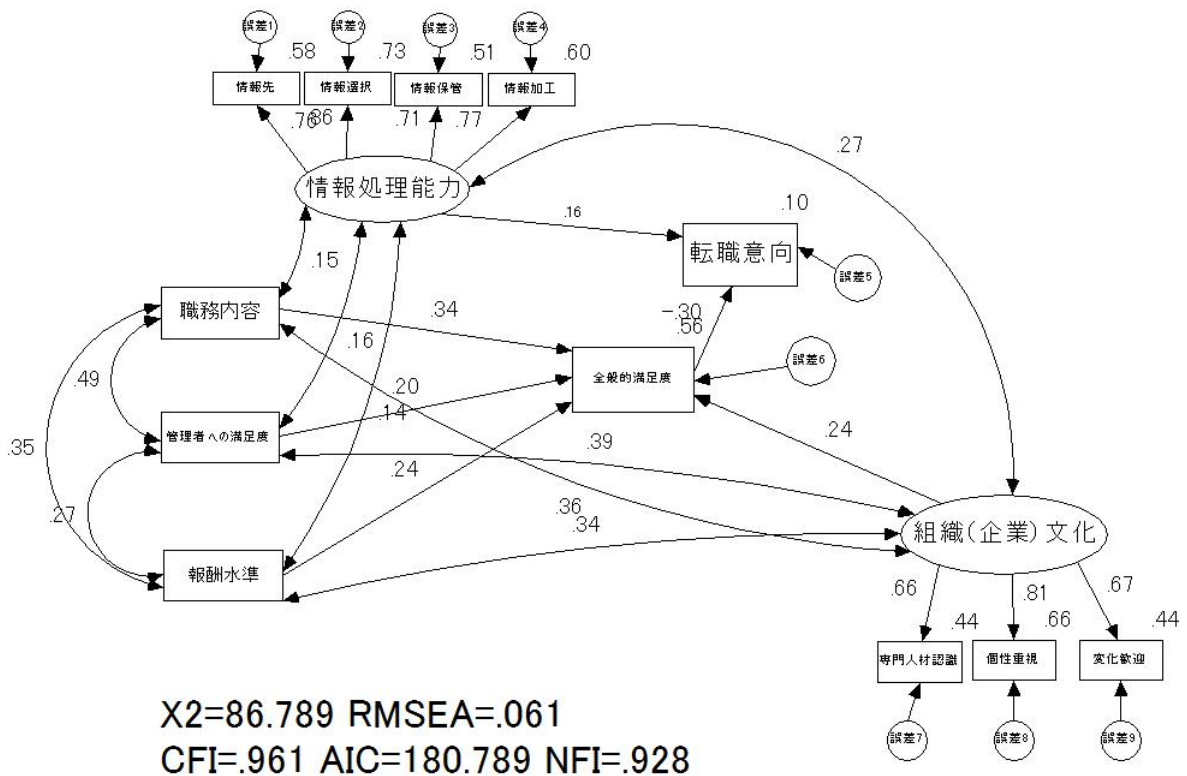 誤差1 誤差2 誤差3 誤差4
.58 .73 .51 .60
情報先 情報選択 情報保管 情報加工
.76 .86 .71 .77
.27
情報処理能力
.16
.10
転職意向
誤差5
.15
職務内容
.34
-.30
.56
誤差6
.16
全般的満足度
.49
.20
.14
管理者への満足度
.39
.24
.35
.24
.27
.36
.34
組織(企業)文化
報酬水準
.66 .81 .67
.44 .66 .44
専門人材認識 個性重視 変化歓迎
誤差7 誤差8 誤差9
X2=86.789 RMSEA=.061
CFI=.961 AIC=180.789 NFI=.928